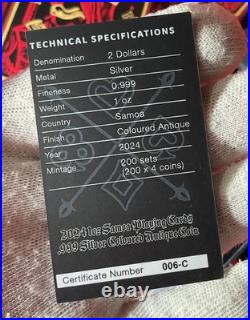 TECHNICAL SPECIFICATIONS
Denomination 2 Dollars
Metal Silver
Fineness 0.999
Weight 1 oz
Country Samoa
Finish Coloured Antique
Year 2024
Mintage 200 sets
(200 x 4 coins)
2024 1oz Samoa Playing Cards
.999 Silver Coloured Antique Coin
Certificate Number 006-C